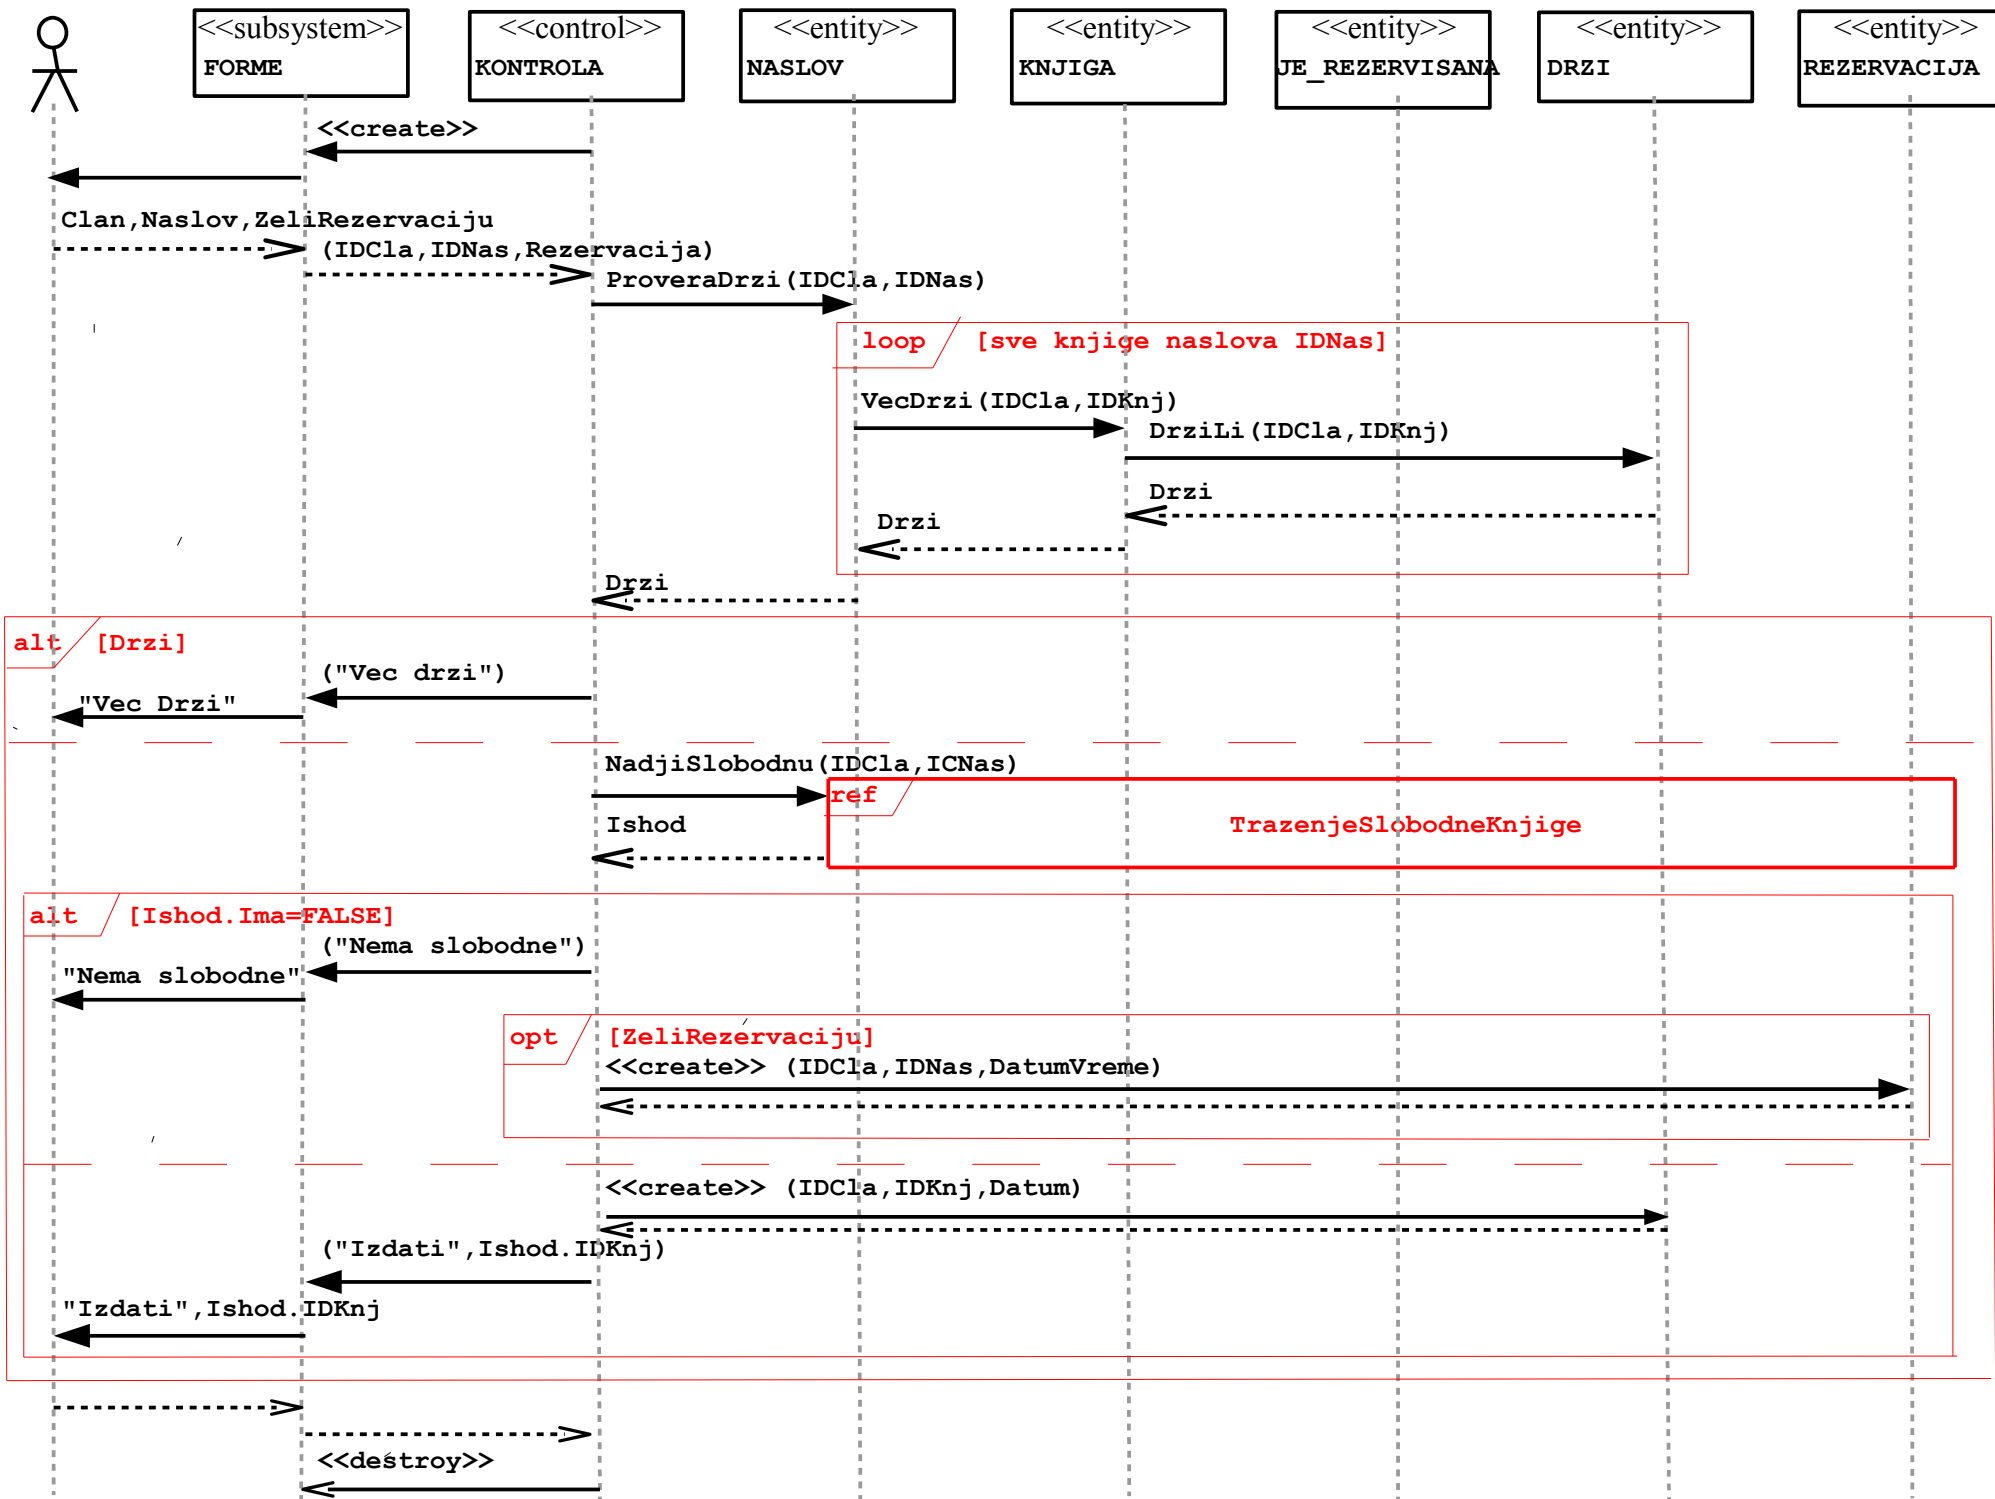 <<subsystem>> <<control>> <<entity>> <<entity>> <<entity>> <<entity>> <<entity>>
FORME KONTROLA NASLOV KNJIGA JE_REZERVISANA DRZI REZERVACIJA
<<create>>
Clan,Naslov,ZeliRezervaciju
(IDCla,IDNas,Rezervacija)
ProveraDrzi(IDCla,IDNas)
loop [sve knjige naslova IDNas]
VecDrzi(IDCla,IDKnj)
DrziLi(IDCla,IDKnj)
Drzi
Drzi
Drzi
alt [Drzi]
("Vec drzi")
"Vec Drzi"
NadjiSlobodnu(IDCla,ICNas)
ref
Ishod TrazenjeSlobodneKnjige
alt [Ishod.Ima=FALSE]
("Nema slobodne")
"Nema slobodne"
opt [ZeliRezervaciju]
<<create>> (IDCla,IDNas,DatumVreme)
<<create>> (IDCla,IDKnj,Datum)
("Izdati",Ishod.IDKnj)
"Izdati",Ishod.IDKnj
<<destroy>>